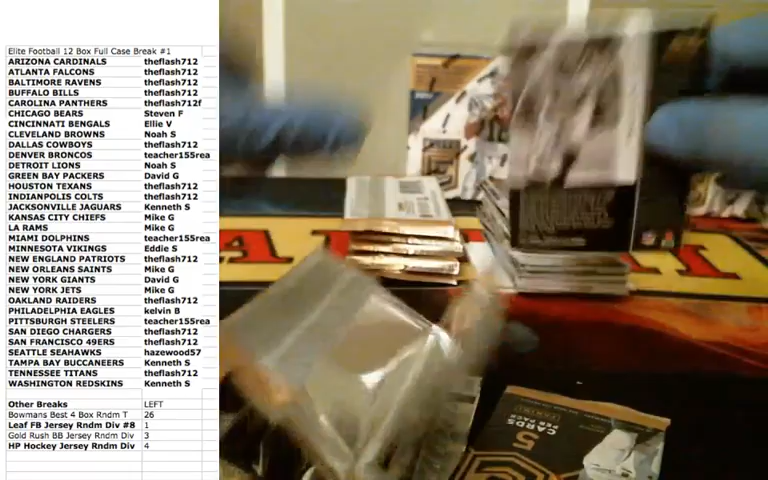 Elite Football 12 Box Full Case Break #1
ARIZONA CARDINALS theflash712
ATLANTA FALCONS theflash712
BALTIMORE RAVENS theflash712
BUFFALO BILLS theflash712
CAROLINA PANTHERS theflash712f
CHICAGO BEARS Steven F
CINCINNATI BENGALS Ellie V
CLEVELAND BROWNS Noah S
DALLAS COWBOYS theflash712
DENVER BRONCOS teacher155rea
DETROIT LIONS Noah S
GREEN BAY PACKERS David G
HOUSTON TEXANS theflash712
INDIANPOLIS COLTS theflash712
JACKSONVILLE JAGUARS Kenneth S
KANSAS CITY CHIEFS Mike G
LA RAMS Mike G
MIAMI DOLPHINS teacher155rea
MINNESOTA VIKINGS Eddie S
NEW ENGLAND PATRIOTS theflash712
NEW ORLEANS SAINTS Mike G
NEW YORK GIANTS David G
NEW YORK JETS Mike G
OAKLAND RAIDERS theflash712
PHILADELPHIA EAGLES kelvin B
PITTSBURGH STEELERS teacher155rea
SAN DIEGO CHARGERS theflash712
SAN FRANCISCO 49ERS theflash712
SEATTLE SEAHAWKS hazewood57
TAMPA BAY BUCCANEERS Kenneth S
TENNESSEE TITANS theflash712
WASHINGTON REDSKINS Kenneth S
Other Breaks LEFT
Bowmans Best 4 Box Rndm T 26
Leaf FB Jersey Rndm Div #8 1
Gold Rush BB Jersey Rndm Div 3
HP Hockey Jersey Rndm Div 4
5 CARDS PER PACK